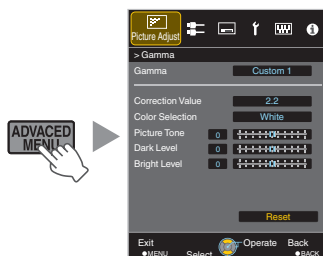 Picture Adjust
> Gamma
Gamma Custom 1
Correction Value 2.2
Color Selection White
Picture Tone 0
Dark Level 0
Bright Level 0
ADVACED
MENU
Reset
Exit Operate Back
MENU Select BACK